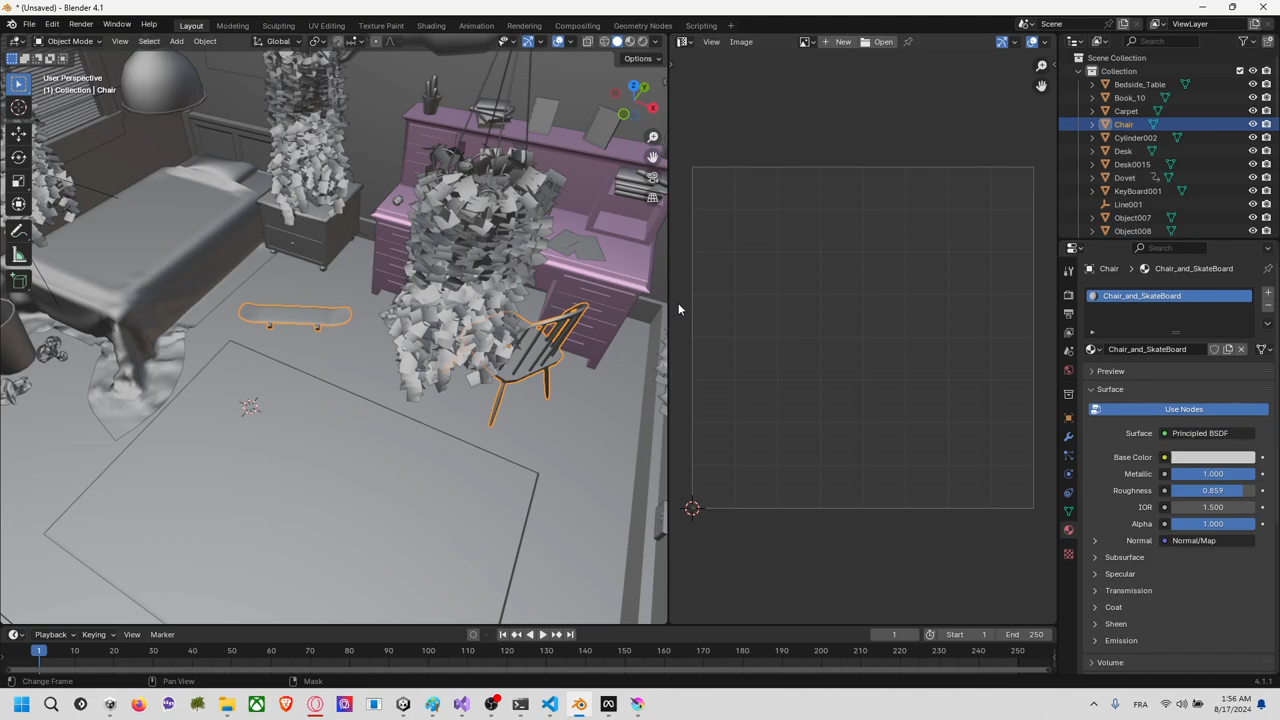 * (Unsaved) - Blender 4.1
File Edit Render Window Help Layout Modeling Sculpting UV Editing Texture Paint Shading Animation Rendering Compositing Geometry Nodes Scripting + Scene ViewLayer
Object Mode View Select Add Object Global View Image New Open Search
Options
User Perspective
(1) Collection | Chair
Z
Y
X
Scene Collection
Collection
Bedside_Table
Book_10
Carpet
Chair
Cylinder002
Desk
Desk0015
Dovet
KeyBoard001
Line001
Object007
Object008
Search
Chair > Chair_and_SkateBoard
Chair_and_SkateBoard
Chair_and_SkateBoard
Preview
Surface
Use Nodes
Surface Principled BSDF
Base Color
Metallic 1.000
Roughness 0.859
IOR 1.500
Alpha 1.000
Normal Normal/Map
Subsurface
Specular
Transmission
Coat
Sheen
Emission
Volume
Playback Keying View Marker 1 Start 1 End 250
1 10 20 30 40 50 60 70 80 90 100 110 120 130 140 150 160 170 180 190 200 210 220 230 240 250
Change Frame Pan View Mask 4.1.1
FRA 1:56 AM
8/17/2024